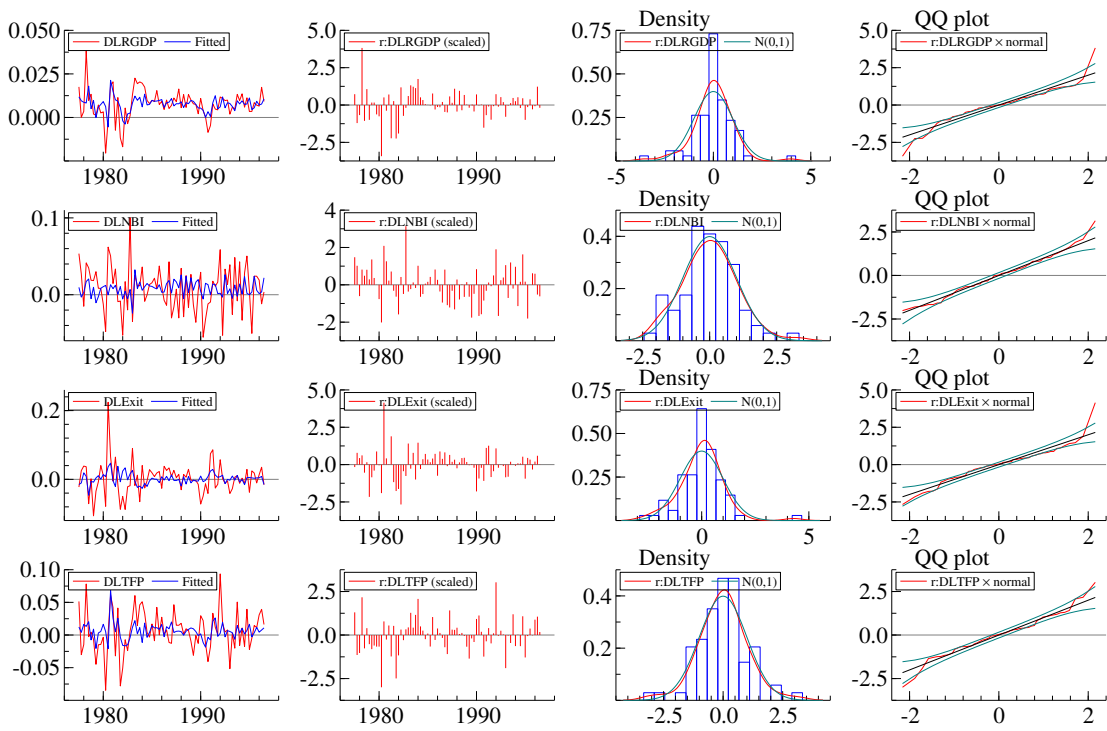 Density QQ plot
0.050 DLRGDP Fitted
0.025
0.000
1980 1990
5.0 r:DLRGDP (scaled)
2.5
0.0
-2.5
1980 1990
0.75 r:DLRGDP N(0,1)
0.50
0.25
-5 0 5
5.0 r:DLRGDP × normal
2.5
0.0
-2.5
-2 0 2
Density QQ plot
0.1 DLNBI Fitted
0.0
1980 1990
4 r:DLNBI (scaled)
2
0
-2
1980 1990
r:DLNBI N(0,1)
0.4
0.2
-2.5 0.0 2.5
r:DLNBI × normal
2.5
0.0
-2.5
-2 0 2
Density QQ plot
DLExit Fitted
0.2
0.0
1980 1990
5.0 r:DLExit (scaled)
2.5
0.0
-2.5
1980 1990
0.75 r:DLExit N(0,1)
0.50
0.25
-2.5 0.0 2.5 5.0
5.0 r:DLExit × normal
2.5
0.0
-2.5
-2 0 2
Density QQ plot
0.10 DLTFP Fitted
0.05
0.00
-0.05
1980 1990
r:DLTFP (scaled)
2.5
0.0
-2.5
1980 1990
r:DLTFP N(0,1)
0.4
0.2
-2.5 0.0 2.5
r:DLTFP × normal
2.5
0.0
-2.5
-2 0 2